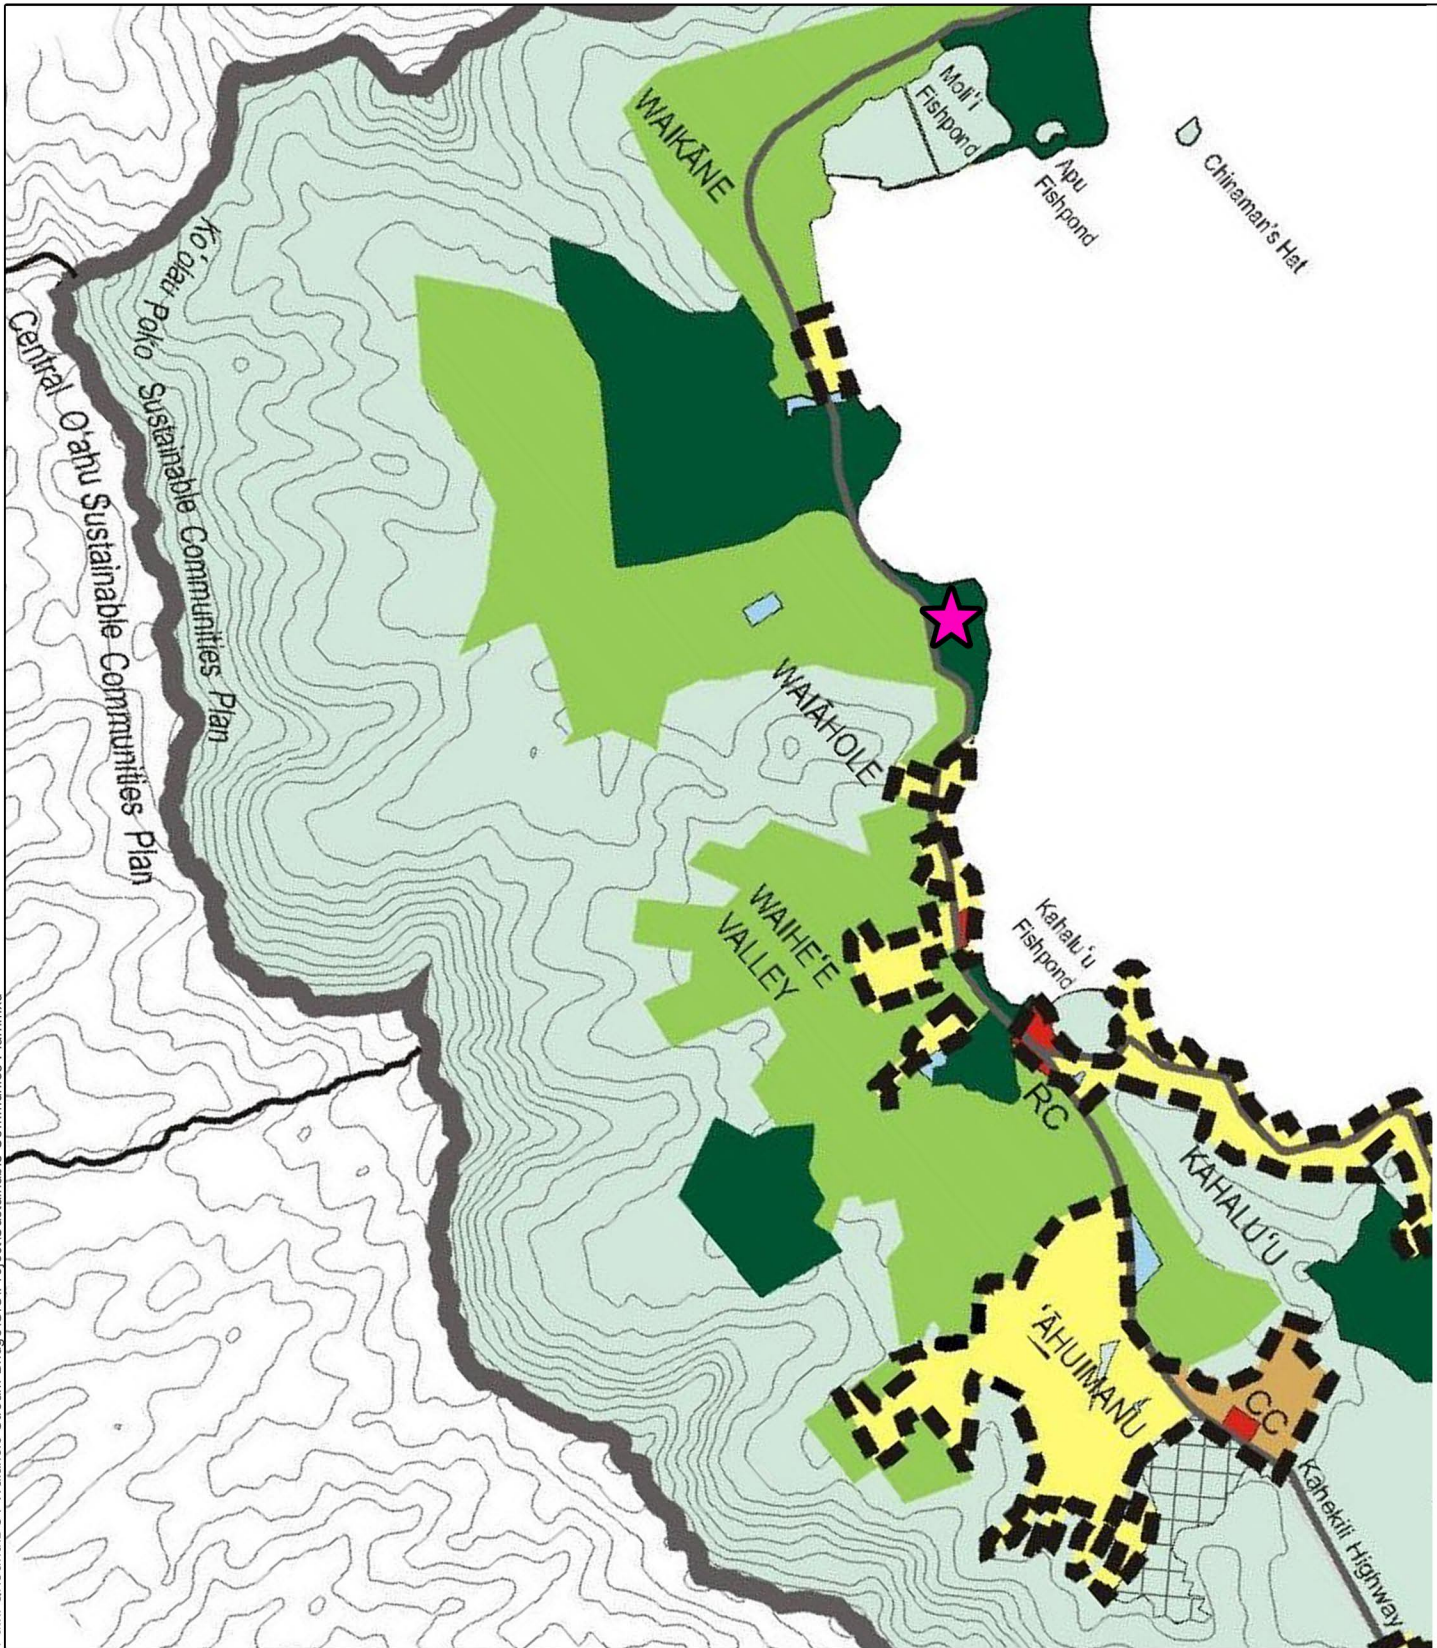 WAIKĀNE
Moli'i
Fishpond
Apu
Fishpond
Chinaman's Hat
Ko'olau Poko Sustainable Communities Plan
Central O'ahu Sustainable Communities Plan
WAIĀHOLE
WAIHE'E
VALLEY
Kahalu'u
Fishpond
RC
KAHALU'U
'ĀHUIMANU
CC
Kahekili Highway